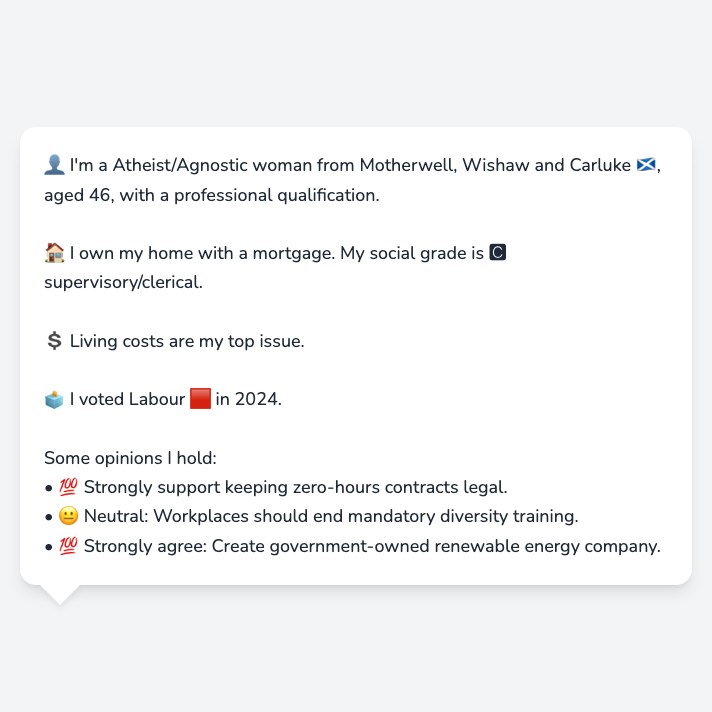 👤 I'm a Atheist/Agnostic woman from Motherwell, Wishaw and Carluke 🏴󠁧󠁢󠁳󠁣󠁴󠁿,
aged 46, with a professional qualification.
🏠 I own my home with a mortgage. My social grade is 🅲
supervisory/clerical.
💲 Living costs are my top issue.
🗳️ I voted Labour 🟥 in 2024.
Some opinions I hold:
• 💯 Strongly support keeping zero-hours contracts legal.
• 😐 Neutral: Workplaces should end mandatory diversity training.
• 💯 Strongly agree: Create government-owned renewable energy company.